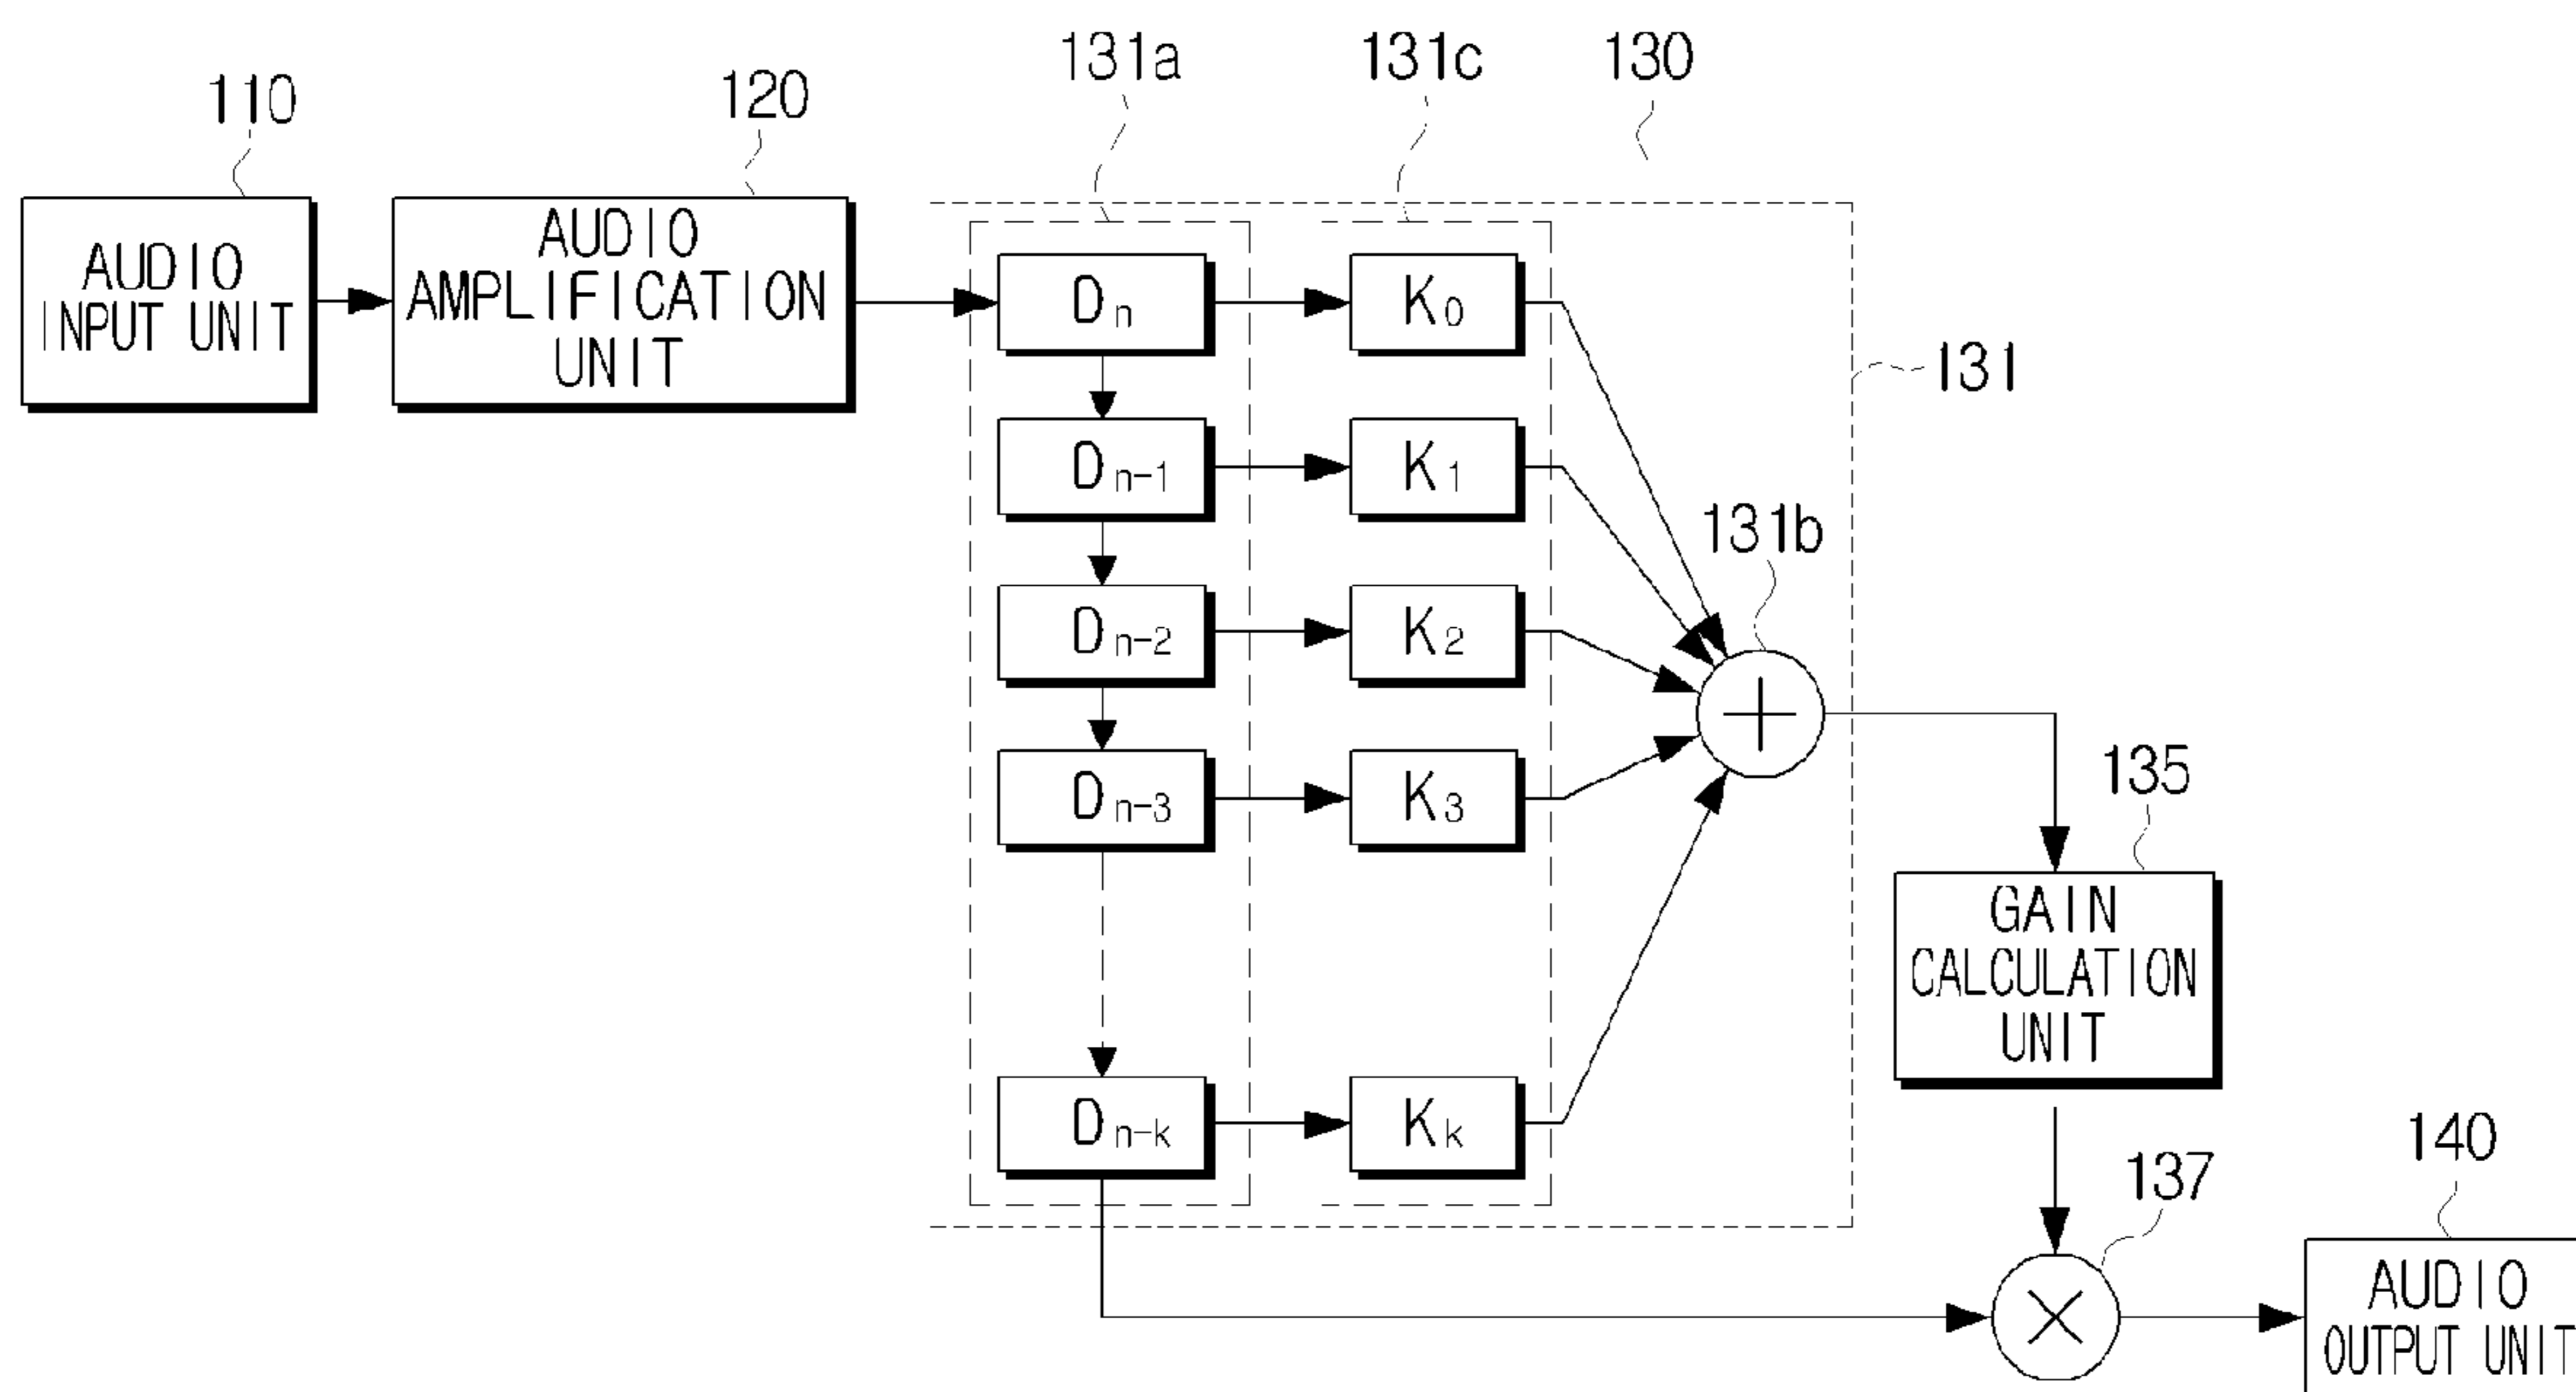 110
120
131a
131c
130
AUDIO
INPUT UNIT
AUDIO
AMPLIFICATION
UNIT
Dn
K0
131
Dn-1
K1
131b
Dn-2
K2
Dn-3
K3
135
GAIN
CALCULATION
UNIT
Dn-k
Kk
137
140
AUDIO
OUTPUT UNIT